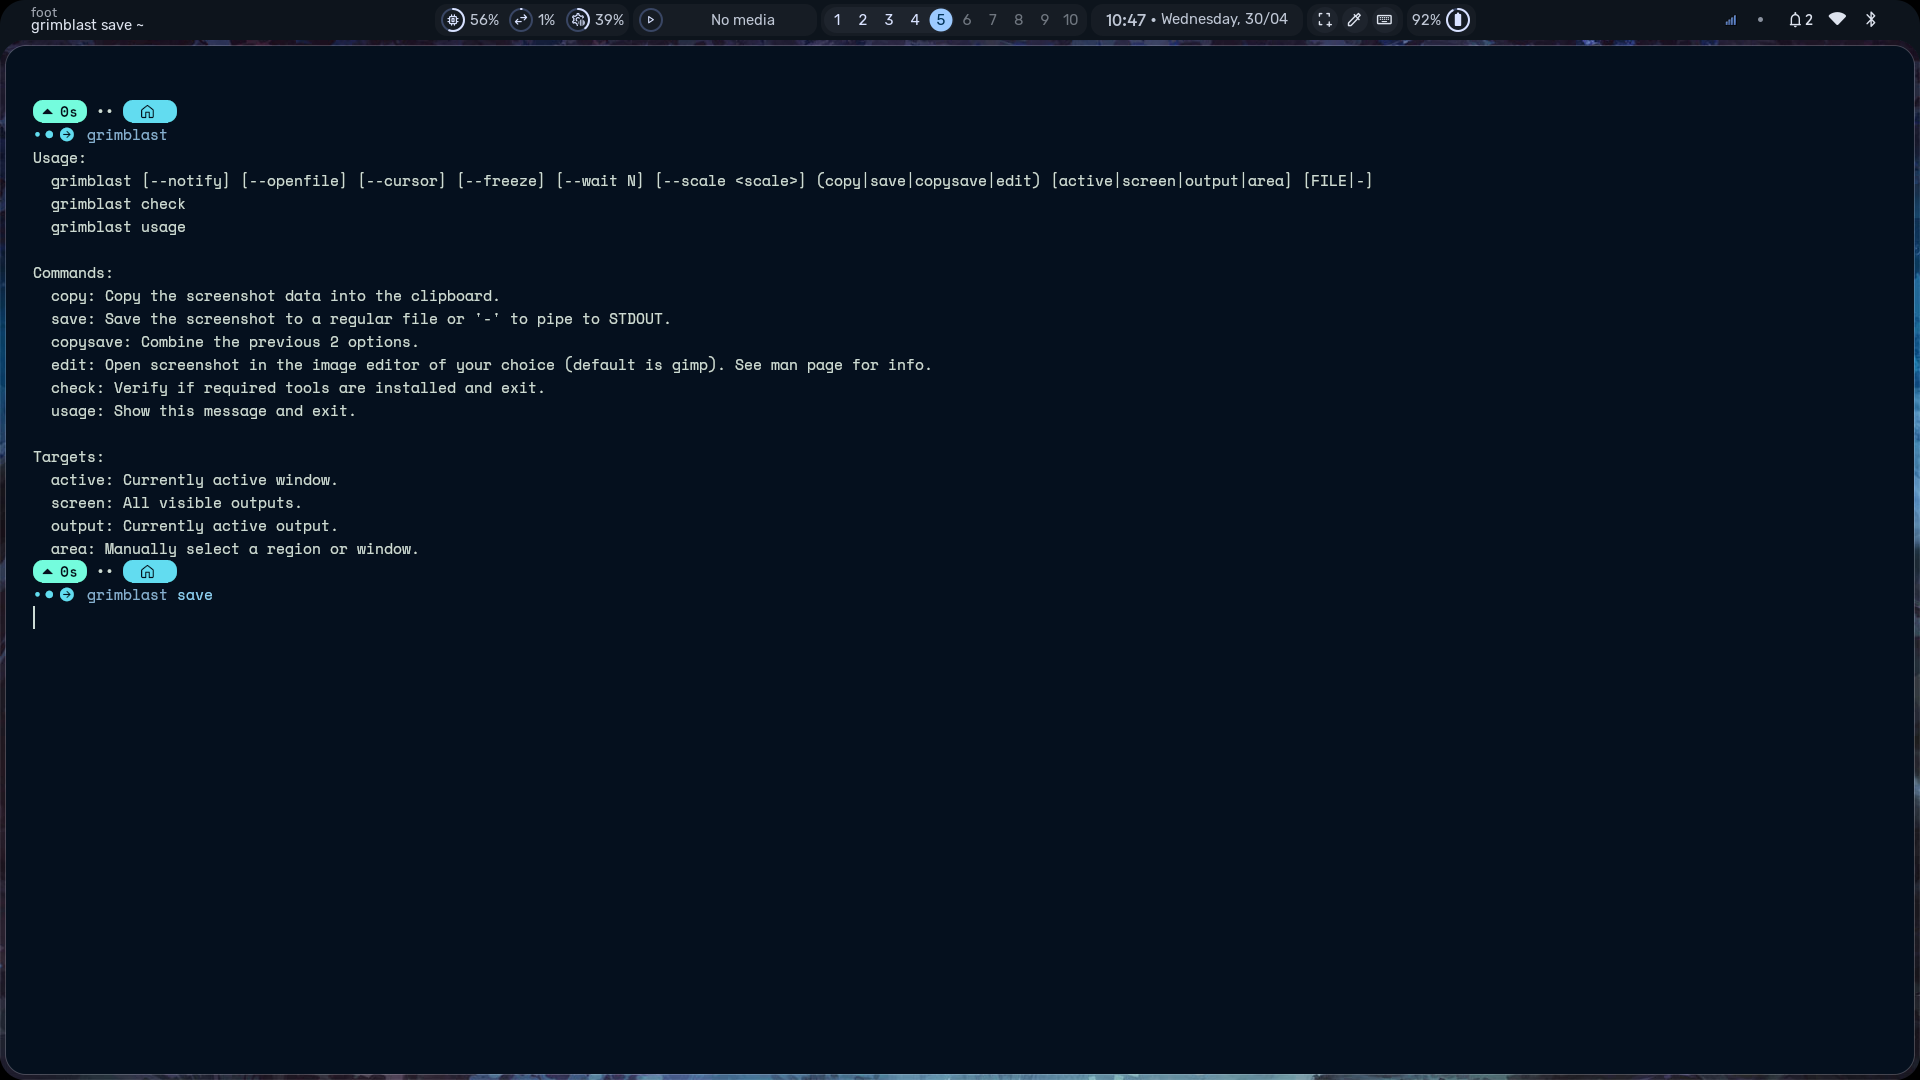 foot
grimblast save ~
56% 1% 39% No media 1 2 3 4 5 6 7 8 9 10 10:47 • Wednesday, 30/04 92% 2
0s ••
grimblast
Usage:
grimblast [--notify] [--openfile] [--cursor] [--freeze] [--wait N] [--scale <scale>] (copy|save|copysave|edit) [active|screen|output|area] [FILE|-]
grimblast check
grimblast usage
Commands:
copy: Copy the screenshot data into the clipboard.
save: Save the screenshot to a regular file or '-' to pipe to STDOUT.
copysave: Combine the previous 2 options.
edit: Open screenshot in the image editor of your choice (default is gimp). See man page for info.
check: Verify if required tools are installed and exit.
usage: Show this message and exit.
Targets:
active: Currently active window.
screen: All visible outputs.
output: Currently active output.
area: Manually select a region or window.
0s ••
grimblast save